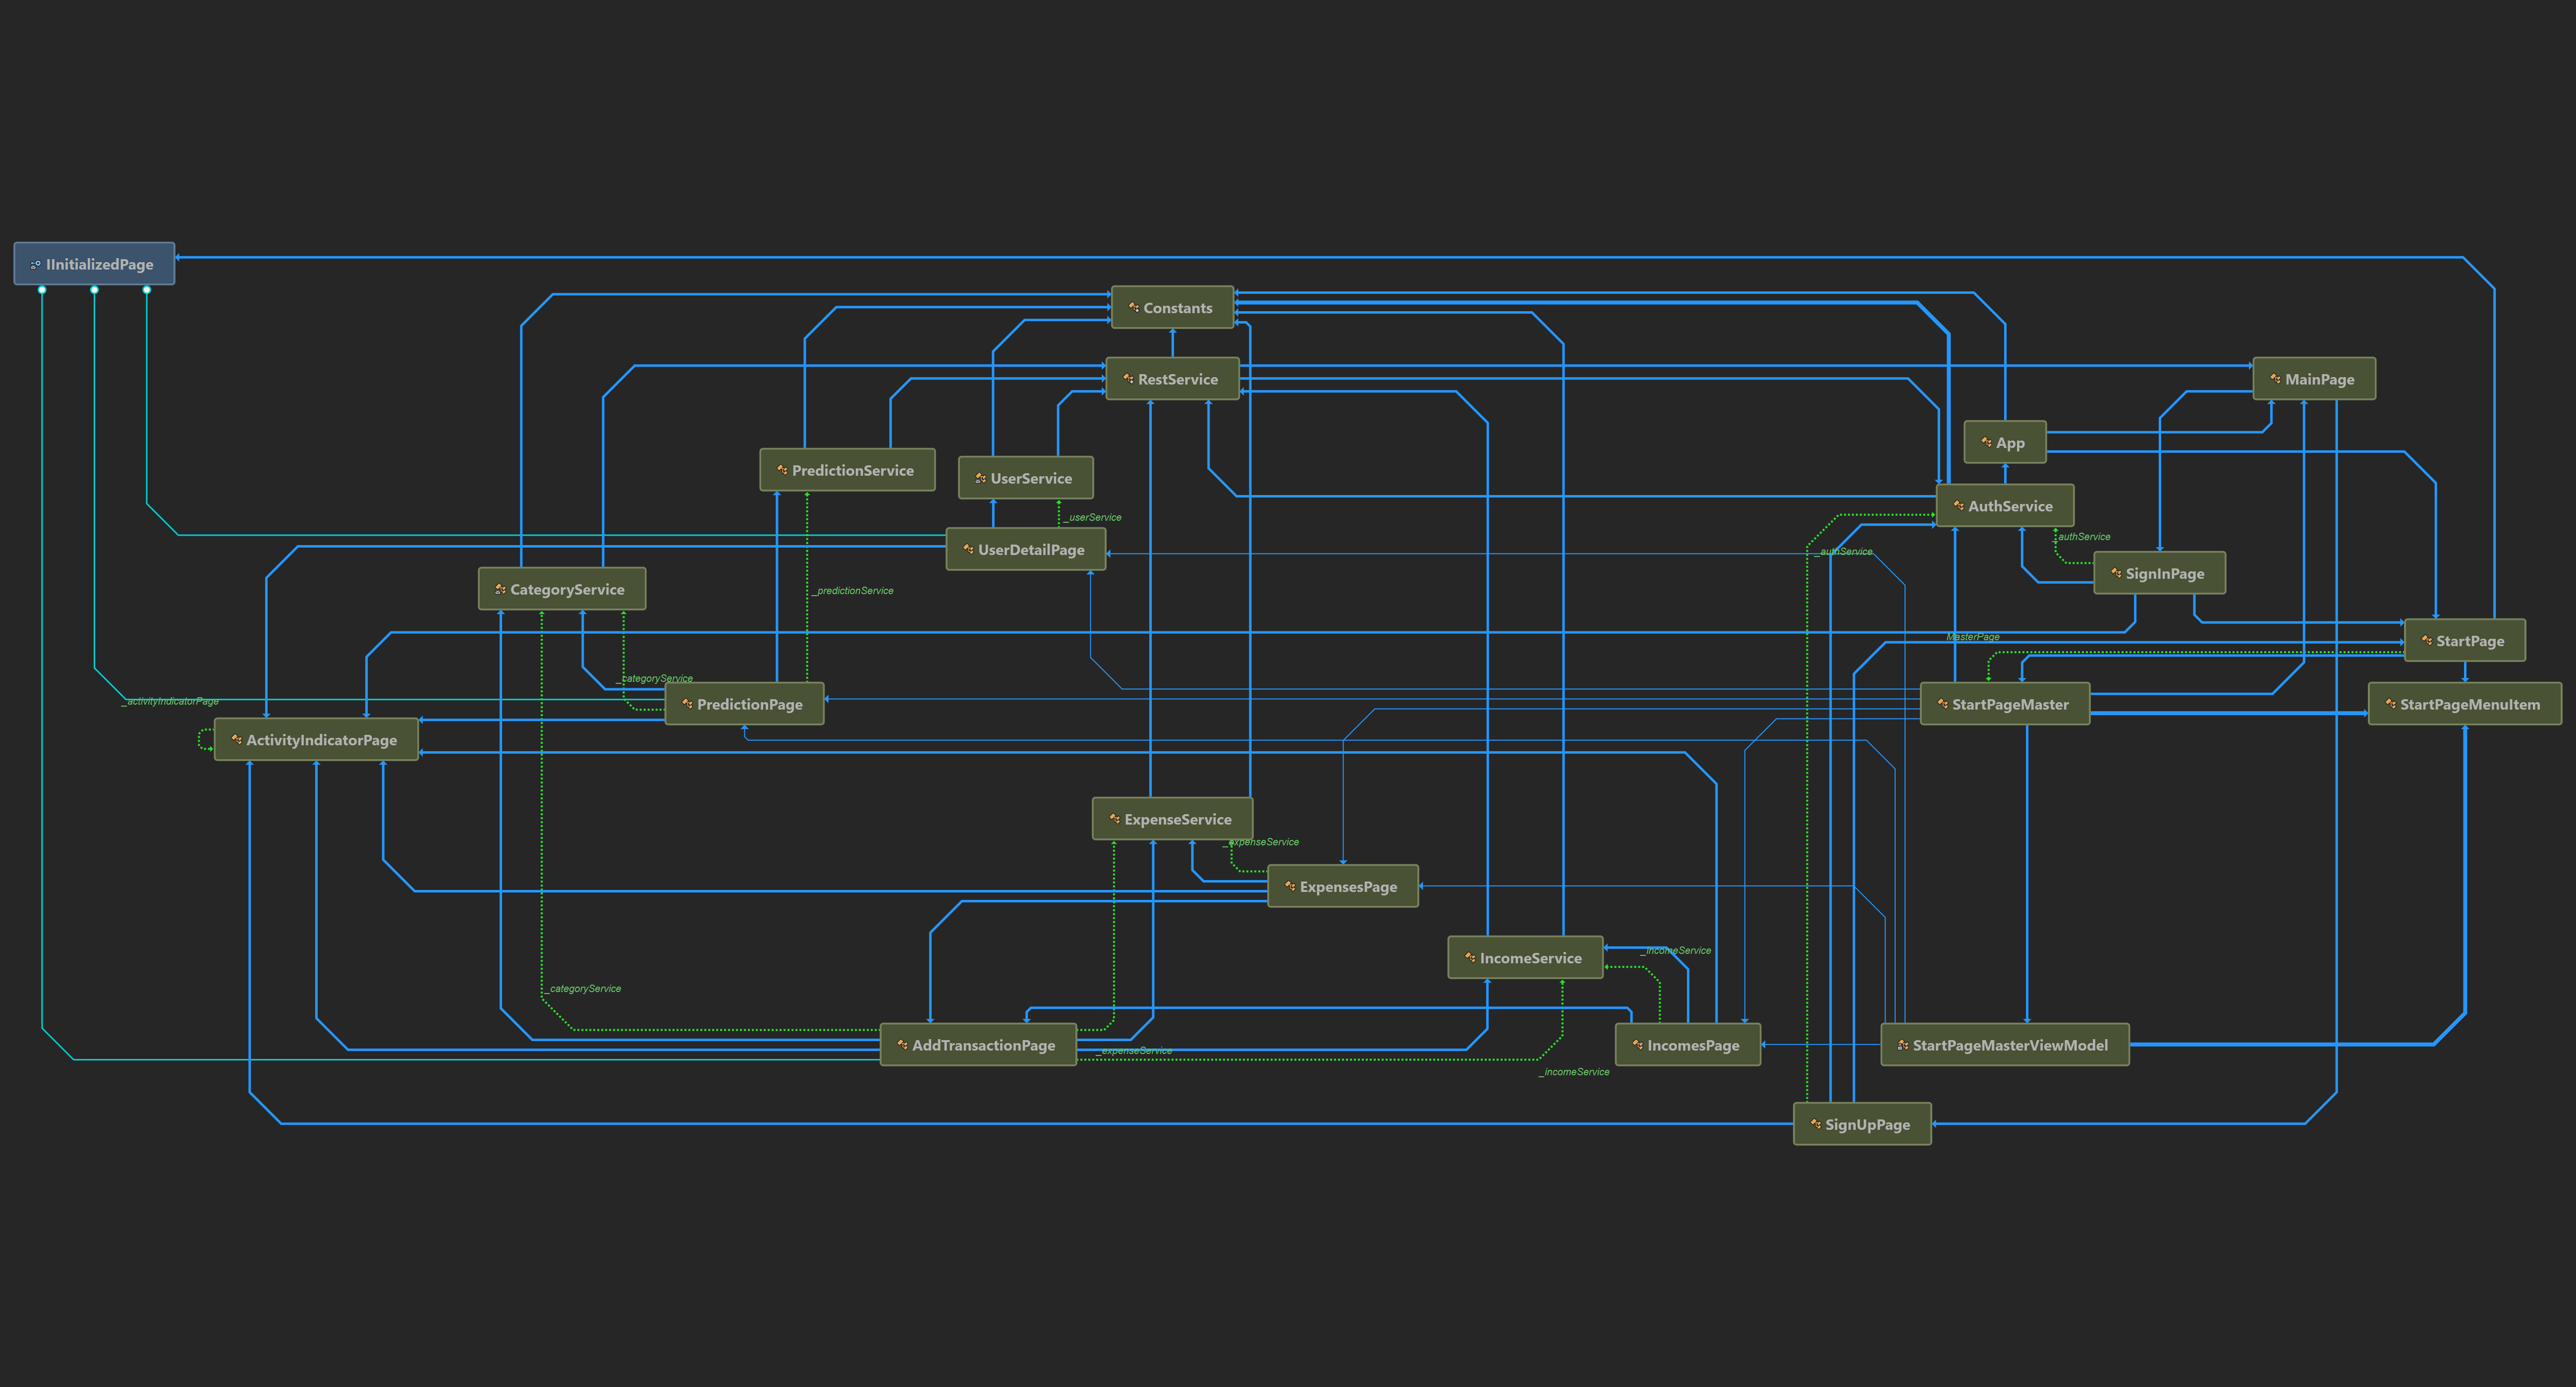 IInitializedPage
Constants
RestService
MainPage
App
PredictionService
UserService
AuthService
_userService
_authService
UserDetailPage
_authService
SignInPage
CategoryService
_predictionService
MasterPage
StartPage
_categoryService
_activityIndicatorPage
PredictionPage
StartPageMaster
StartPageMenuItem
ActivityIndicatorPage
ExpenseService
_expenseService
ExpensesPage
IncomeService
_incomeService
_categoryService
AddTransactionPage
_expenseService
IncomesPage
StartPageMasterViewModel
_incomeService
SignUpPage